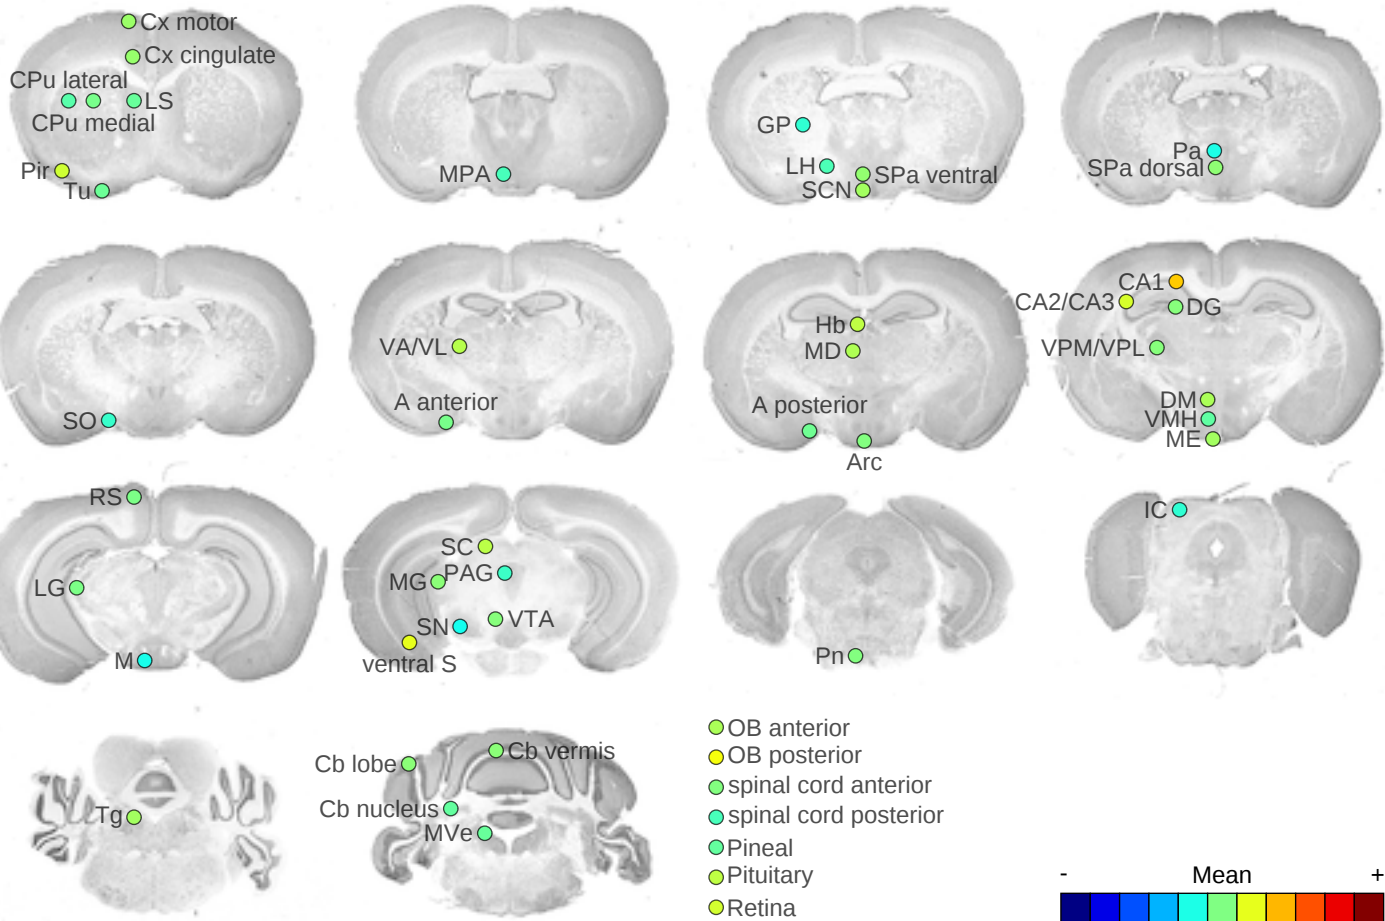 Cx motor
Cx cingulate
CPu lateral
LS
CPu medial
Pir
Tu
MPA
GP
LH
SPa ventral
SCN
Pa
SPa dorsal
SO
VA/VL
A anterior
Hb
MD
A posterior
Arc
CA1
CA2/CA3
DG
VPM/VPL
DM
VMH
ME
RS
LG
M
SC
MG
PAG
SN
VTA
ventral S
Pn
IC
Tg
Cb lobe
Cb vermis
Cb nucleus
MVe
OB anterior
OB posterior
spinal cord anterior
spinal cord posterior
Pineal
Pituitary
Retina
- Mean +